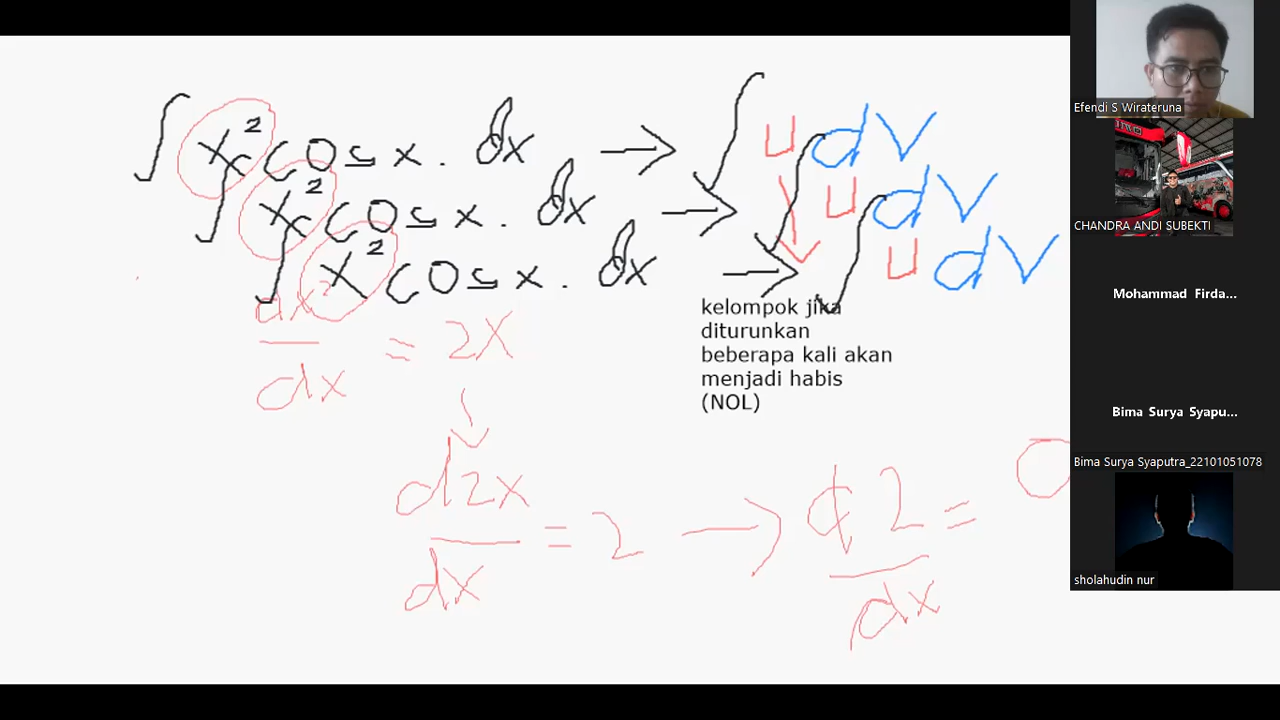 ∫ x² cos x . dx → ∫ u dv
∫ x² cos x . dx → ∫ u dv
∫ x² cos x . dx → ∫ u dv
kelompok jika
diturunkan
beberapa kali akan
menjadi habis
(NOL)
dx²/dx = 2x
d2x/dx = 2 → d2/dx = 0
Efendi S Wirateruna
CHANDRA ANDI SUBEKTI
Mohammad Firda...
Bima Surya Syapu...
Bima Surya Syaputra_22101051078
sholahudin nur